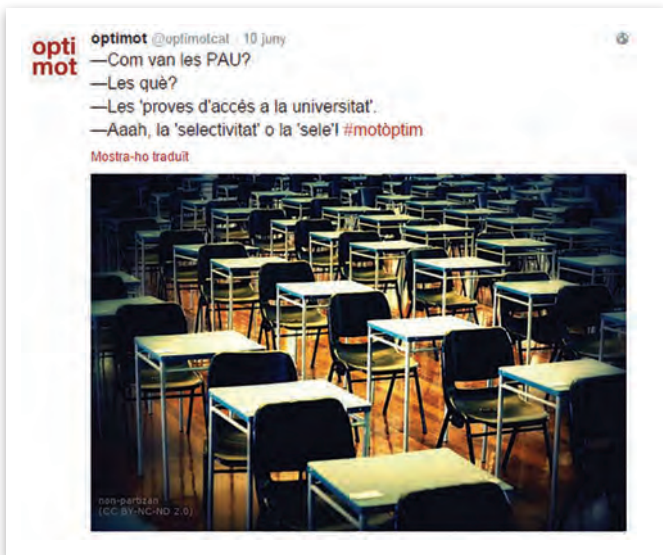 opti
mot
optimot @optimotcat · 10 juny
—Com van les PAU?
—Les què?
—Les 'proves d'accés a la universitat'.
—Aaah, la 'selectivitat' o la 'sele'! #motòptim
Mostra-ho traduït
non-partizan
(CC BY-NC-ND 2.0)